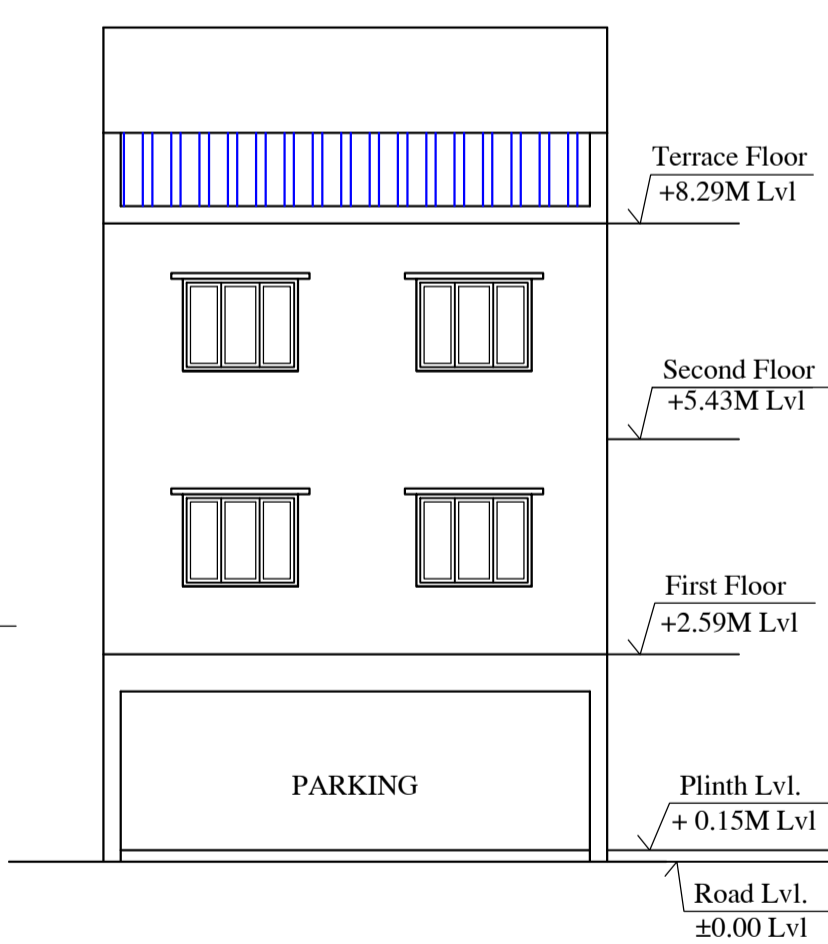 Terrace Floor
+8.29M Lvl
Second Floor
+5.43M Lvl
First Floor
+2.59M Lvl
PARKING
Plinth Lvl.
+ 0.15M Lvl
Road Lvl.
±0.00 Lvl